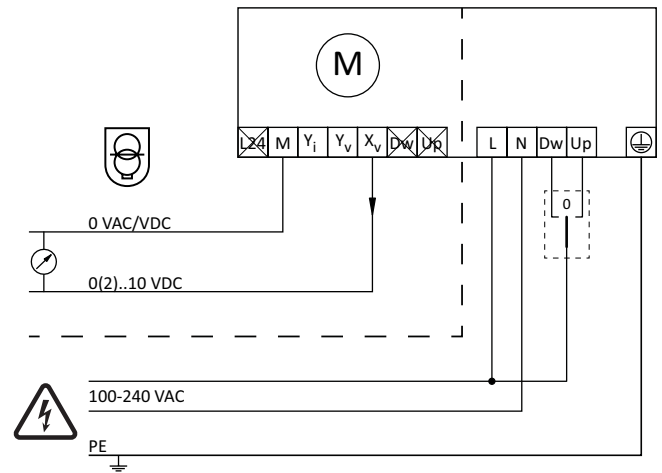 M
L24 M Yi Yv Xv Dw Up L N Dw Up
0
0 VAC/VDC
0(2)..10 VDC
100-240 VAC
PE